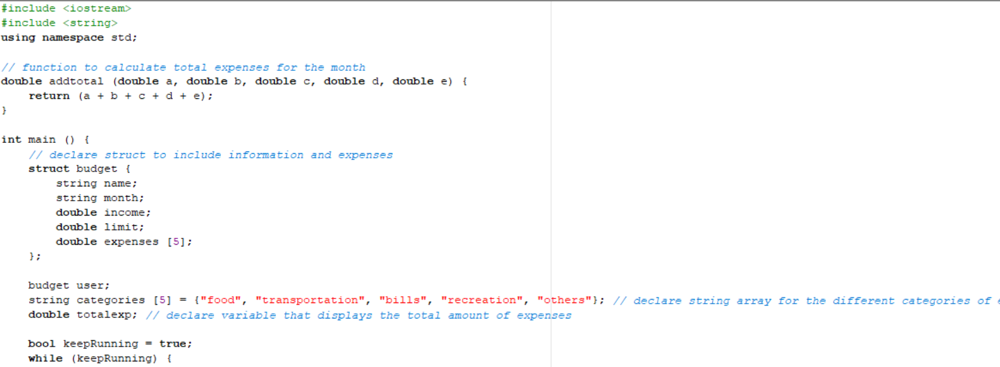 #include <iostream>
#include <string>
using namespace std;
// function to calculate total expenses for the month
double addtotal (double a, double b, double c, double d, double e) {
    return (a + b + c + d + e);
}
int main () {
    // declare struct to include information and expenses
    struct budget {
        string name;
        string month;
        double income;
        double limit;
        double expenses [5];
    };
    budget user;
    string categories [5] = {"food", "transportation", "bills", "recreation", "others"}; // declare string array for the different categories of
    double totalexp; // declare variable that displays the total amount of expenses
    bool keepRunning = true;
    while (keepRunning) {